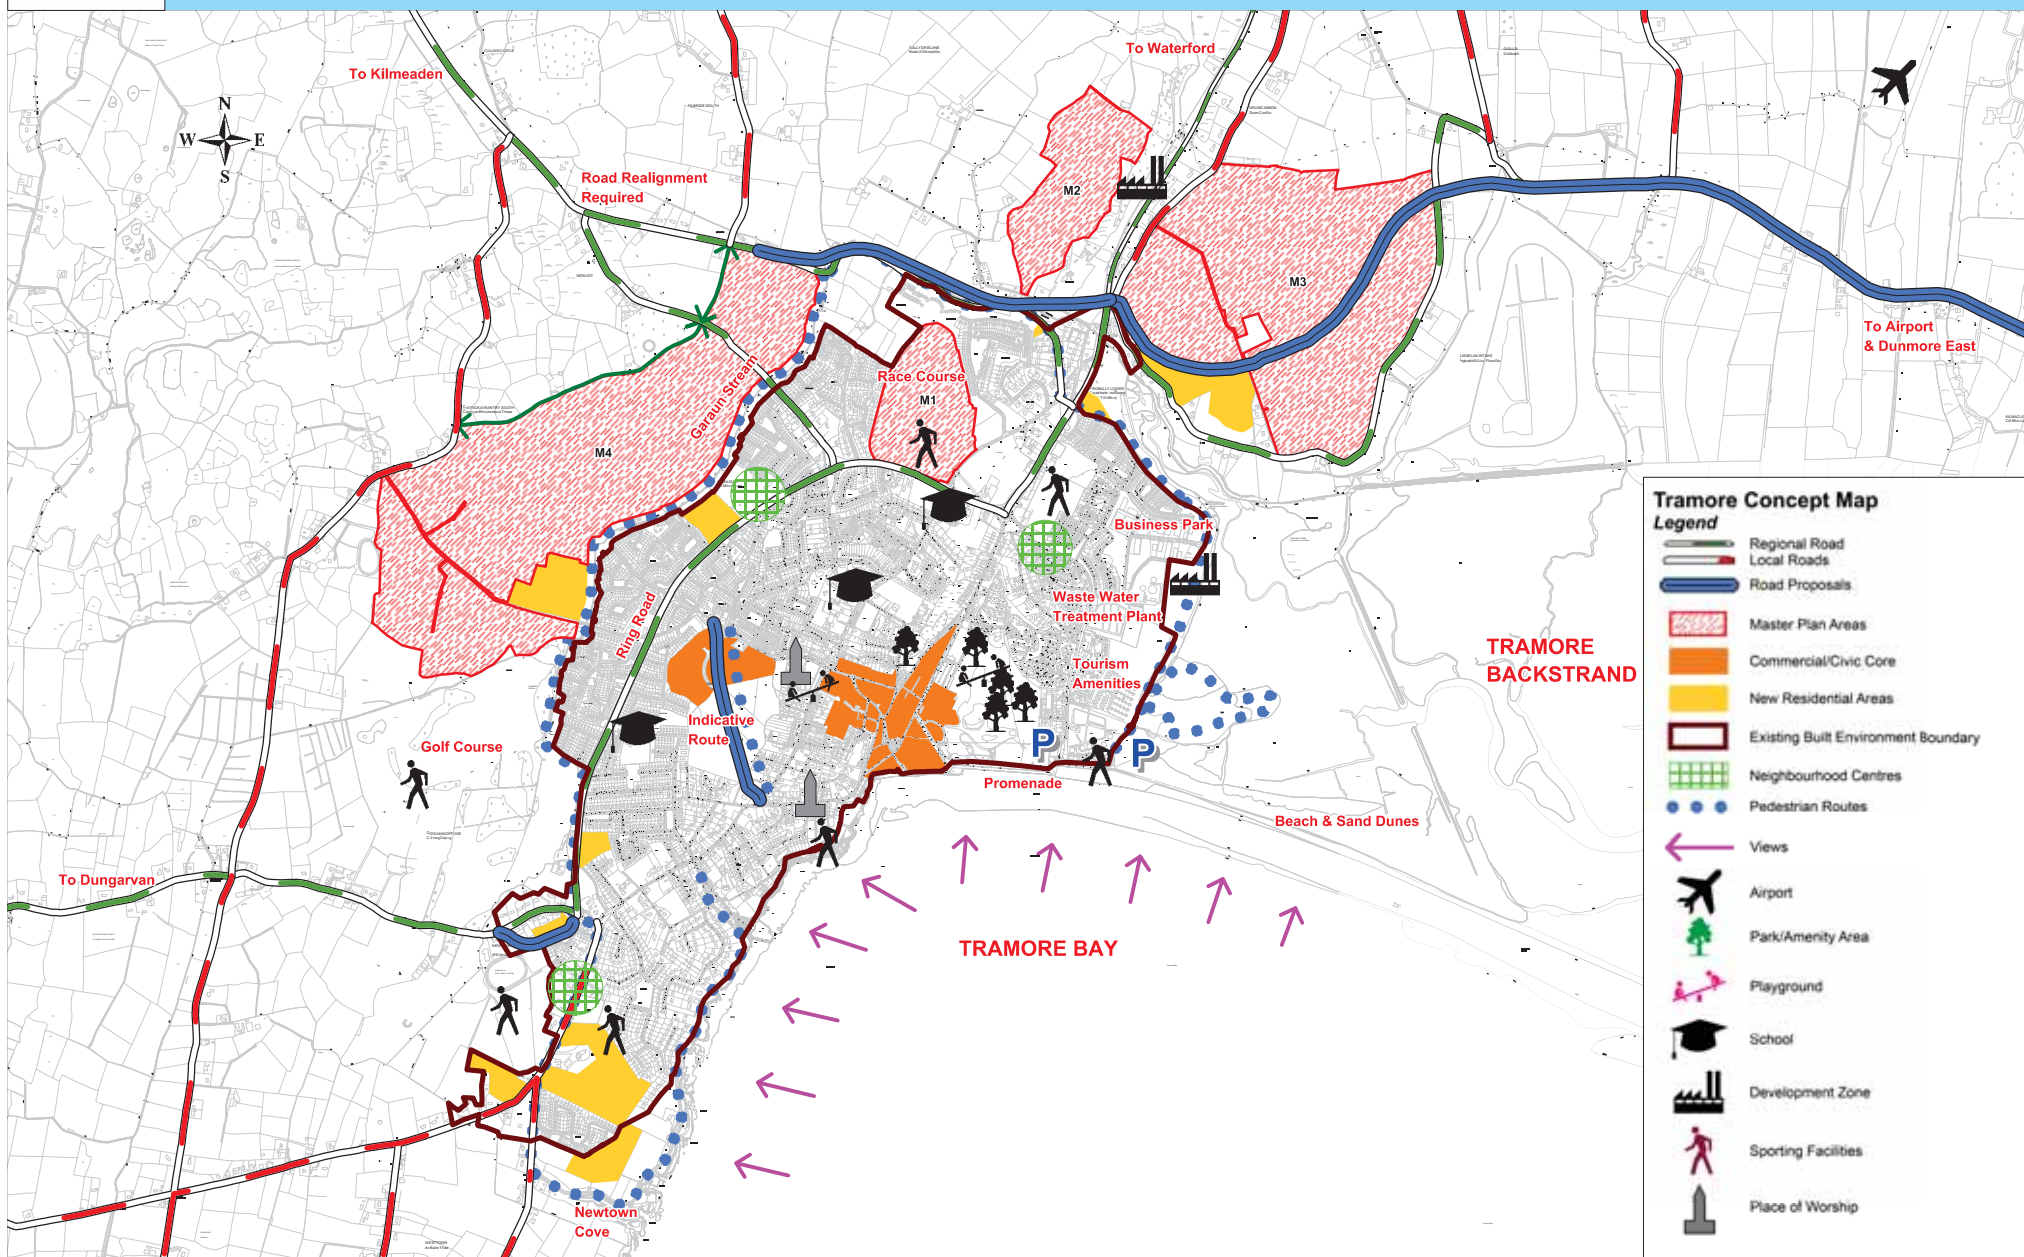 To Waterford
To Kilmeaden
N
W E
S
Road Realignment
Required
M2
M3
To Airport
& Dunmore East
Race Course
M1
Garaun Stream
M4
Tramore Concept Map
Legend
Regional Road
Local Roads
Road Proposals
Master Plan Areas
Commercial/Civic Core
New Residential Areas
Existing Built Environment Boundary
Neighbourhood Centres
Pedestrian Routes
Views
Airport
Park/Amenity Area
Playground
School
Development Zone
Sporting Facilities
Place of Worship
Business Park
Waste Water
Treatment Plant
Ring Road
TRAMORE
BACKSTRAND
Tourism
Amenities
Indicative
Route
Golf Course
P
P
Promenade
Beach & Sand Dunes
To Dungarvan
TRAMORE BAY
Newtown
Cove